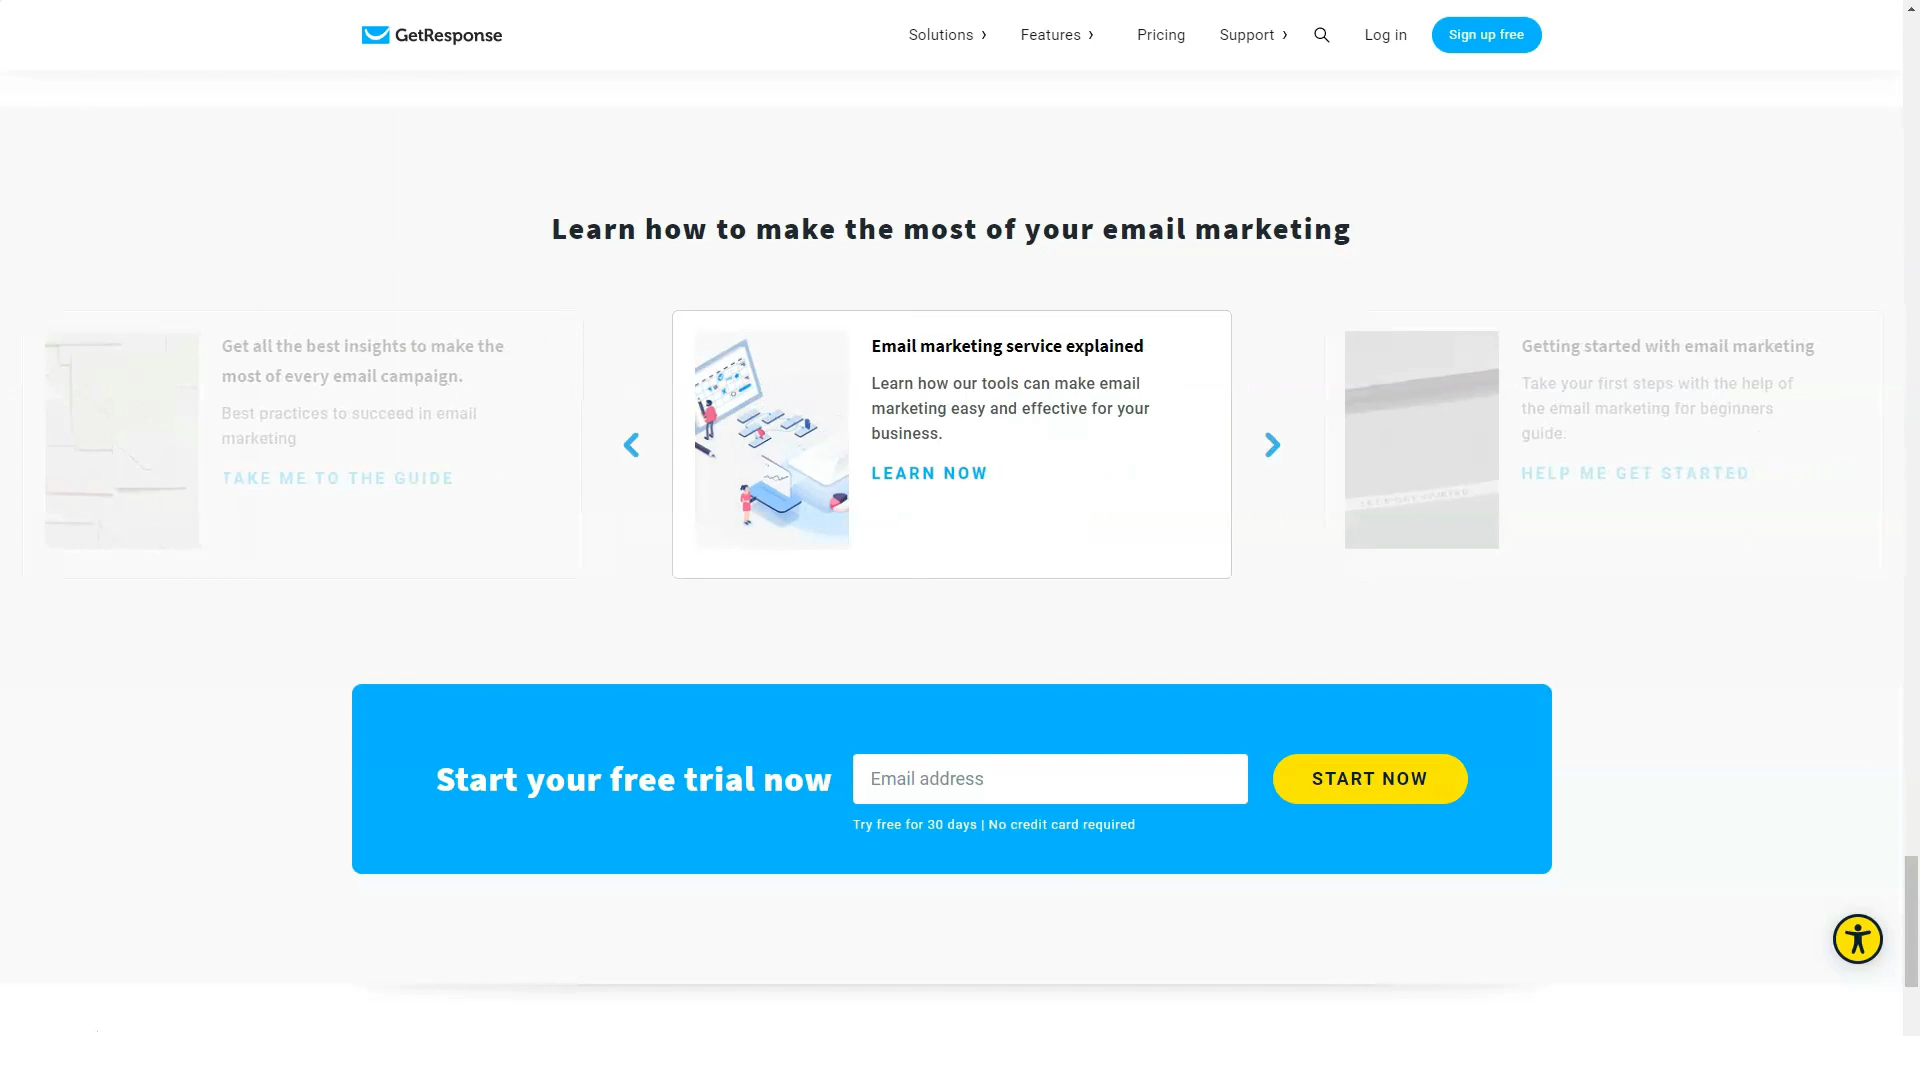 GetResponse
Solutions
Features
Pricing
Support
Log in
Sign up free
Learn how to make the most of your email marketing
Get all the best insights to make the
most of every email campaign.
Best practices to succeed in email
marketing
TAKE ME TO THE GUIDE
Email marketing service explained
Learn how our tools can make email
marketing easy and effective for your
business.
LEARN NOW
Getting started with email marketing
Take your first steps with the help of
the email marketing for beginners
guide.
HELP ME GET STARTED
Start your free trial now
Email address
START NOW
Try free for 30 days | No credit card required